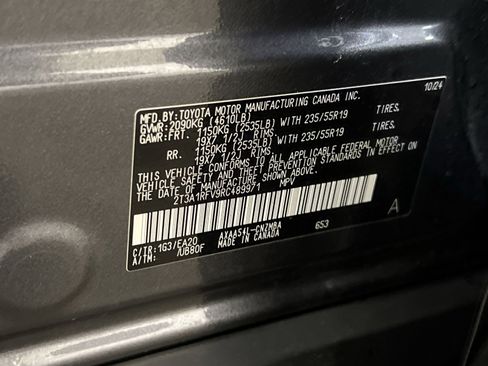 MFD.BY:TOYOTA MOTOR MANUFACTURING CANADA INC. 10/24
GVWR:2090KG (4610LB)
GAWR:FRT. 1150KG (2535LB) WITH 235/55R19 TIRES.
19X7 1/2J RIMS
RR. 1150KG (2535LB) WITH 235/55R19 TIRES.
19X7 1/2J RIMS
THIS VEHICLE CONFORMS TO ALL APPLICABLE FEDERAL MOTOR
VEHICLE SAFETY AND THEFT PREVENTION STANDARDS IN EFFECT
ON THE DATE OF MANUFACTURE SHOWN ABOVE.
2T3A1RFV9RC489971 MPV
C/TR:1G3/EA20 AXAA54L-CNZMBA 653 A
A/TM: /UB80F MADE IN CANADA